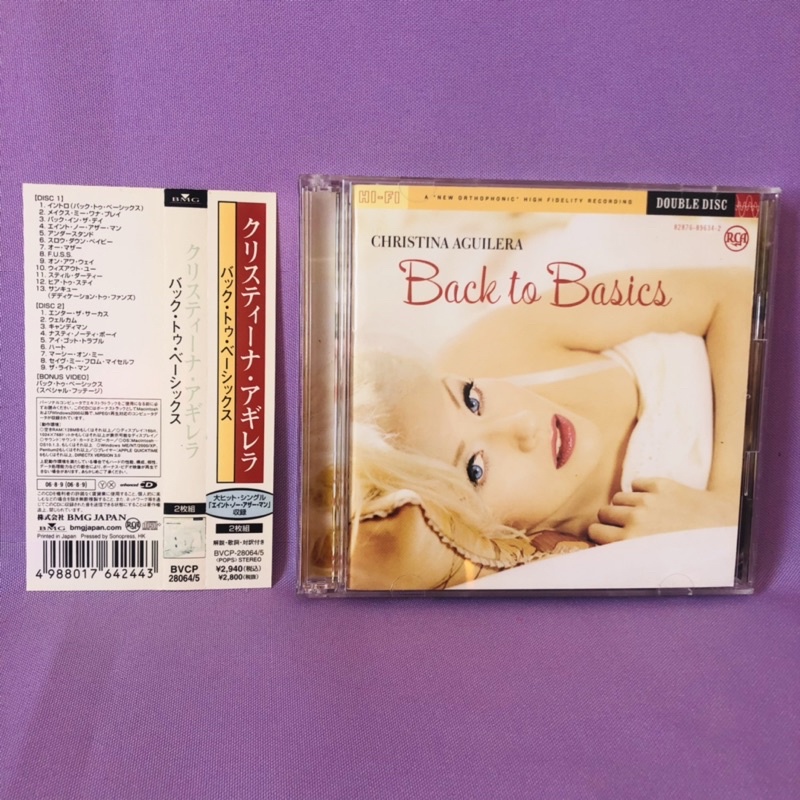 [DISC 1]
1. イントロ(バック・トゥ・ベーシックス)
2. メイクス・ミー・ワナ・プレイ
3. バック・イン・ザ・デイ
4. エイント・ノー・アザー・マン
5. アンダースタンド
6. スロウ・ダウン・ベイビー
7. オー・マザー
8. F.U.S.S.
9. オン・アワ・ウェイ
10. ウィズアウト・ユー
11. スティル・ダーティー
12. ヒア・トゥ・ステイ
13. サンキュー
(デディケーション・トゥ・ファンズ)
[DISC 2]
1. エンター・ザ・サーカス
2. ウェルカム
3. キャンディマン
4. ナスティ・ノーティ・ボーイ
5. アイ・ゴット・トラブル
6. ハート
7. マーシー・オン・ミー
8. セイヴ・ミー・フロム・マイセルフ
9. ザ・ライト・マン
[BONUS VIDEO]
バック・トゥ・ベーシックス
(スペシャル・フッテージ)
06·8·9
enhanced CD
株式会社 BMG JAPAN
BMG bmgjapan.com
Printed in Japan Pressed by Sonopress, HK
4 988017 642443
BMG
クリスティーナ・アギレラ
バック・トゥ・ベーシックス
2枚組
BVCP
28064/5
クリスティーナ・アギレラ
バック・トゥ・ベーシックス
大ヒット・シングル
「エイント・ノー・アザー・マン」
収録
2枚組
解説・歌詞・対訳付き
BVCP-28064/5
(POPS) STEREO
¥2,940(税込)
¥2,800(税抜)
HI-FI
A "NEW ORTHOPHONIC" HIGH FIDELITY RECORDING
DOUBLE DISC
82876-89634-2
RCA
CHRISTINA AGUILERA
Back to Basics